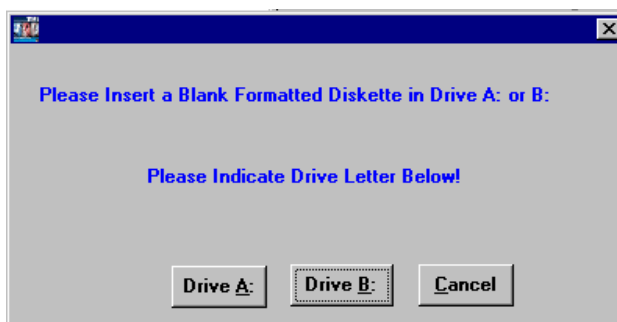 Please Insert a Blank Formatted Diskette in Drive A: or B:
Please Indicate Drive Letter Below!
Drive A: Drive B: Cancel